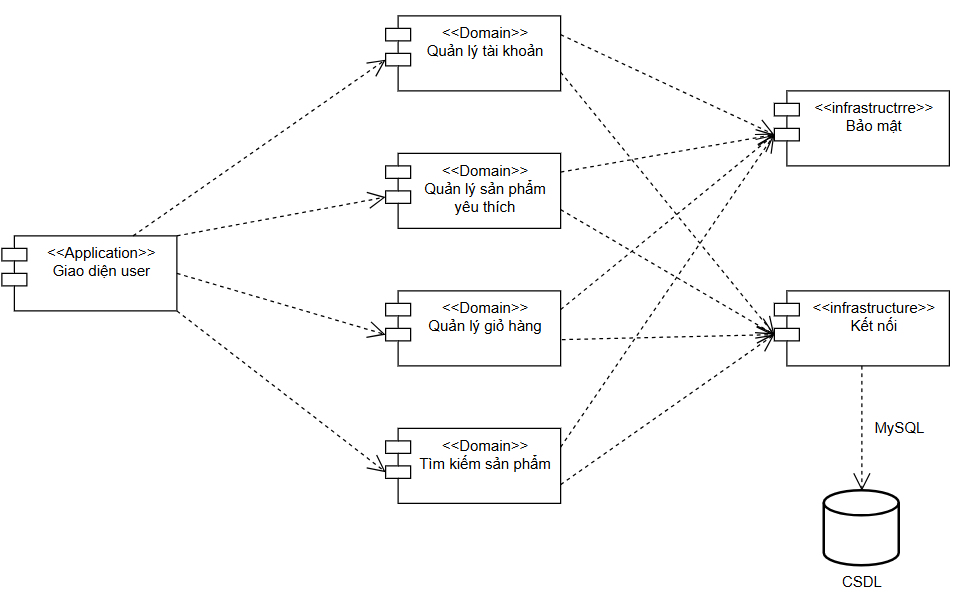 <<Domain>>
Quản lý tài khoản
<<Domain>>
Quản lý sản phẩm
yêu thích
<<Application>>
Giao diện user
<<Domain>>
Quản lý giỏ hàng
<<Domain>>
Tìm kiếm sản phẩm
<<infrastructrre>>
Bảo mật
<<infrastructure>>
Kết nối
MySQL
CSDL